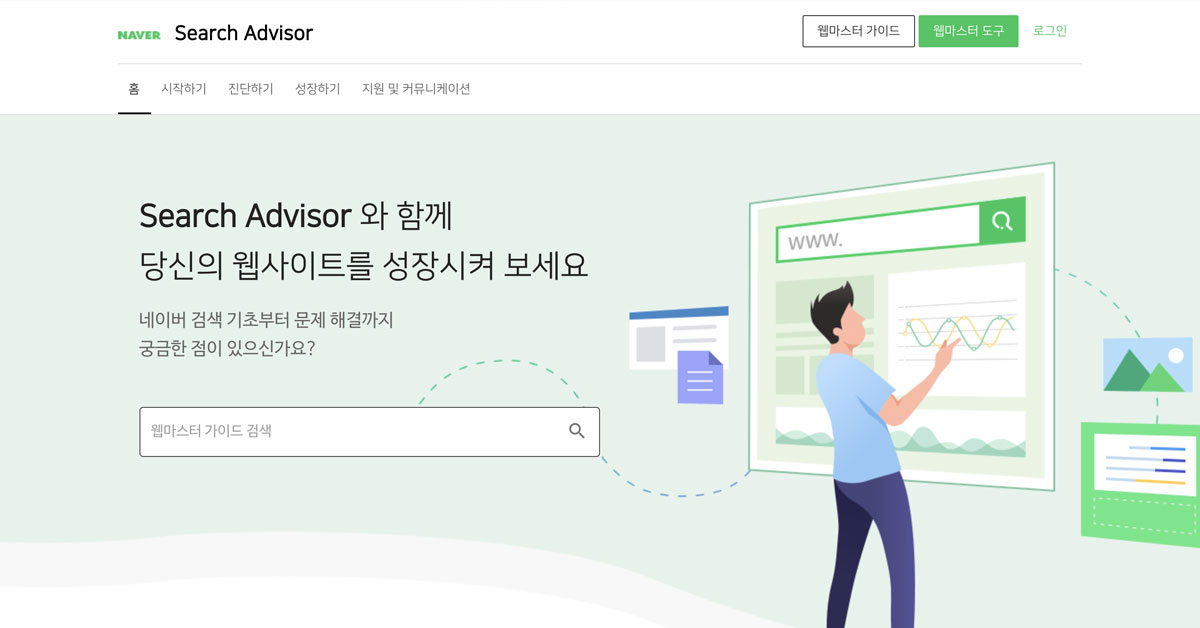 NAVER Search Advisor
웹마스터 가이드
웹마스터 도구
로그인
홈
시작하기
진단하기
성장하기
지원 및 커뮤니케이션
Search Advisor 와 함께
당신의 웹사이트를 성장시켜 보세요
네이버 검색 기초부터 문제 해결까지
궁금한 점이 있으신가요?
웹마스터 가이드 검색
www.